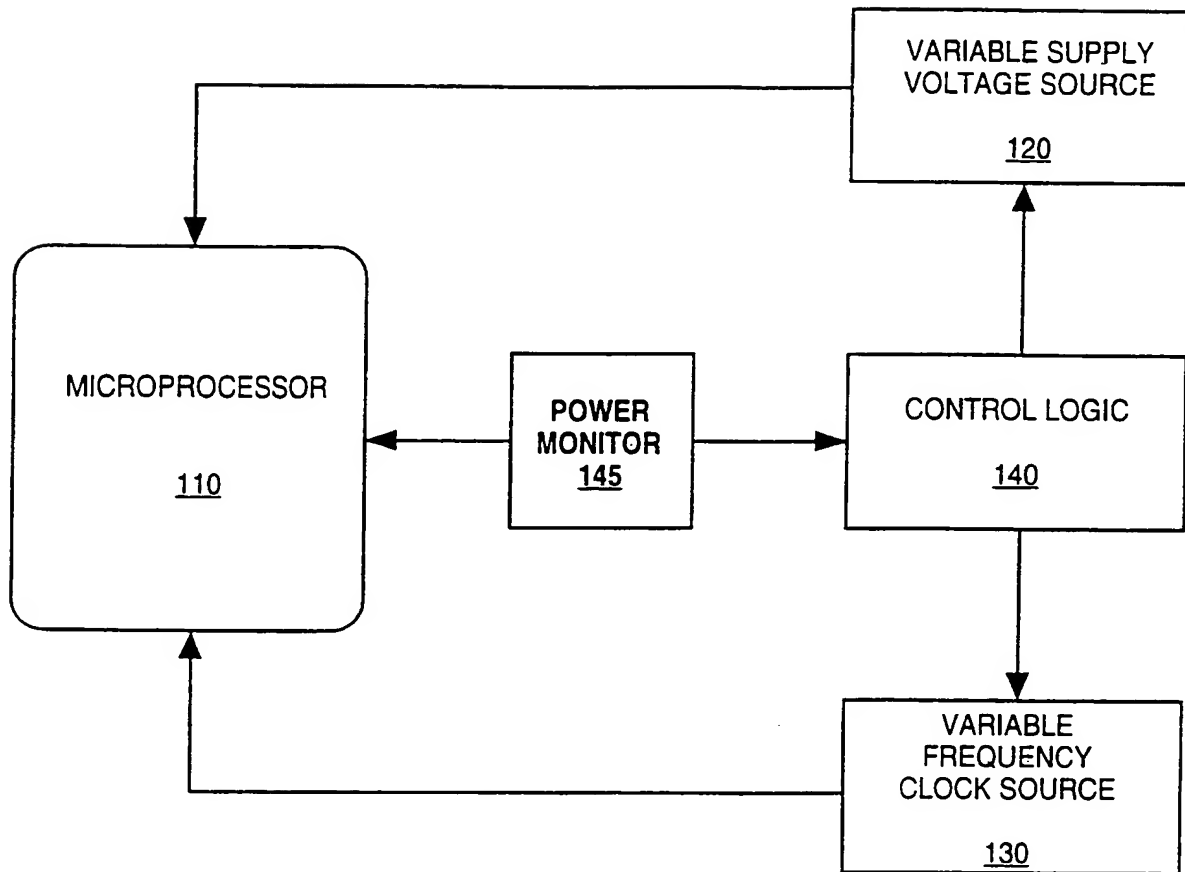 VARIABLE SUPPLY
VOLTAGE SOURCE
120
MICROPROCESSOR
110
POWER
MONITOR
145
CONTROL LOGIC
140
VARIABLE
FREQUENCY
CLOCK SOURCE
130